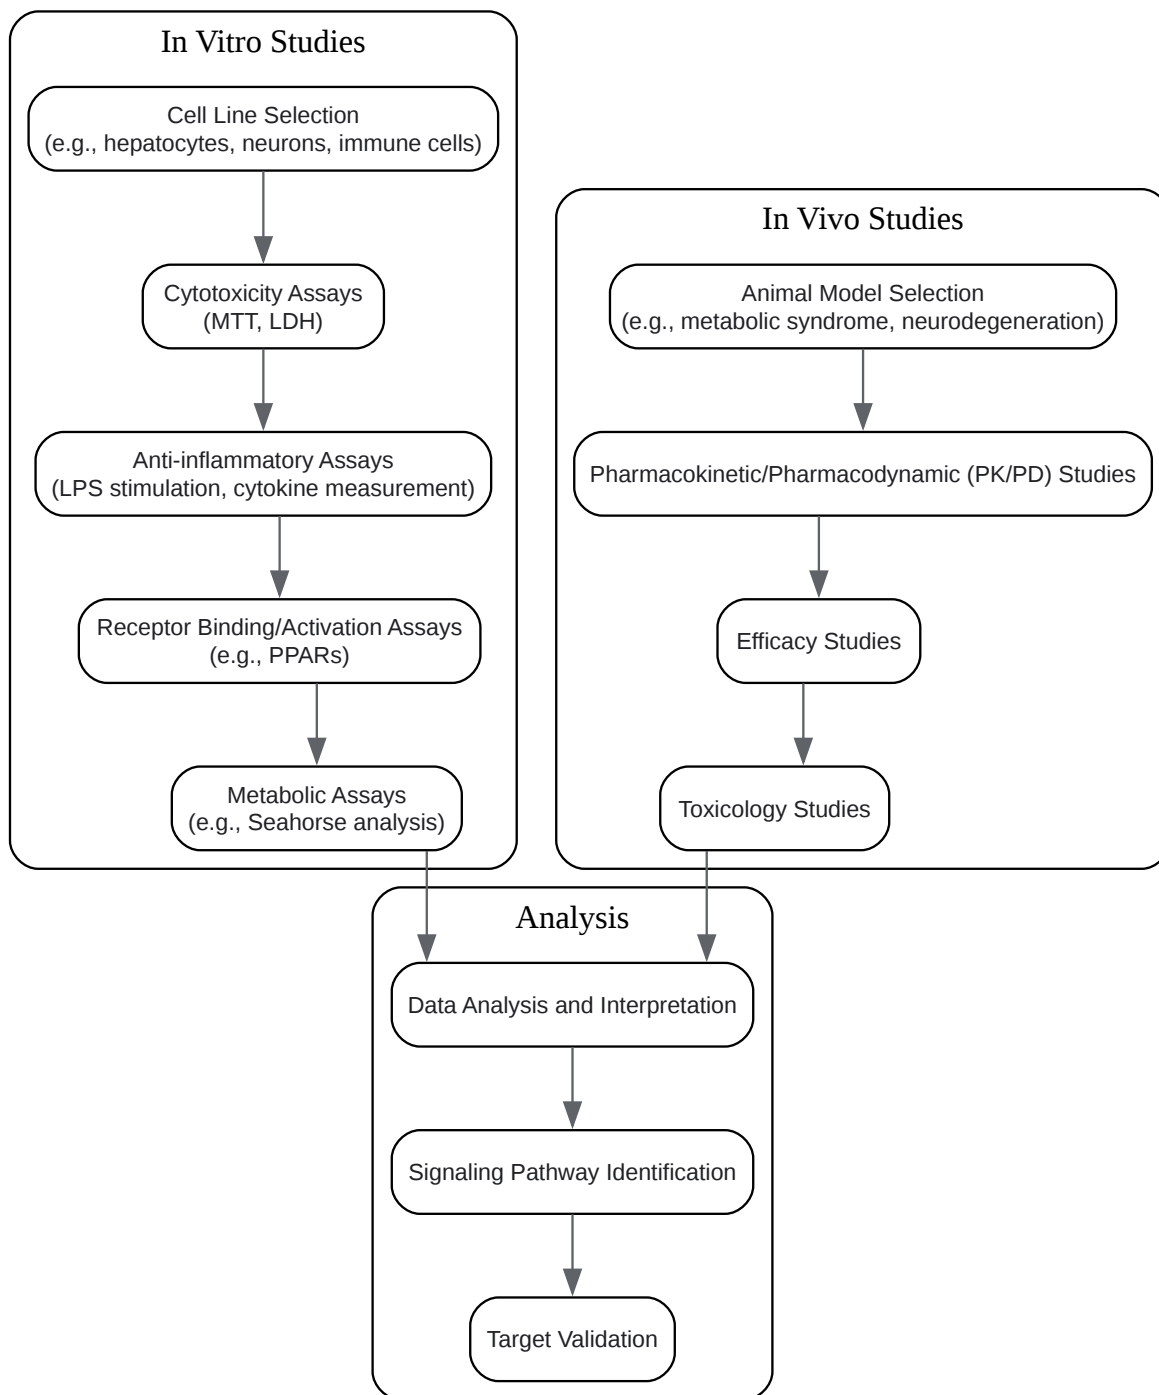 In Vitro Studies
Cell Line Selection
(e.g., hepatocytes, neurons, immune cells)
Cytotoxicity Assays
(MTT, LDH)
Anti-inflammatory Assays
(LPS stimulation, cytokine measurement)
Receptor Binding/Activation Assays
(e.g., PPARs)
Metabolic Assays
(e.g., Seahorse analysis)
In Vivo Studies
Animal Model Selection
(e.g., metabolic syndrome, neurodegeneration)
Pharmacokinetic/Pharmacodynamic (PK/PD) Studies
Efficacy Studies
Toxicology Studies
Analysis
Data Analysis and Interpretation
Signaling Pathway Identification
Target Validation